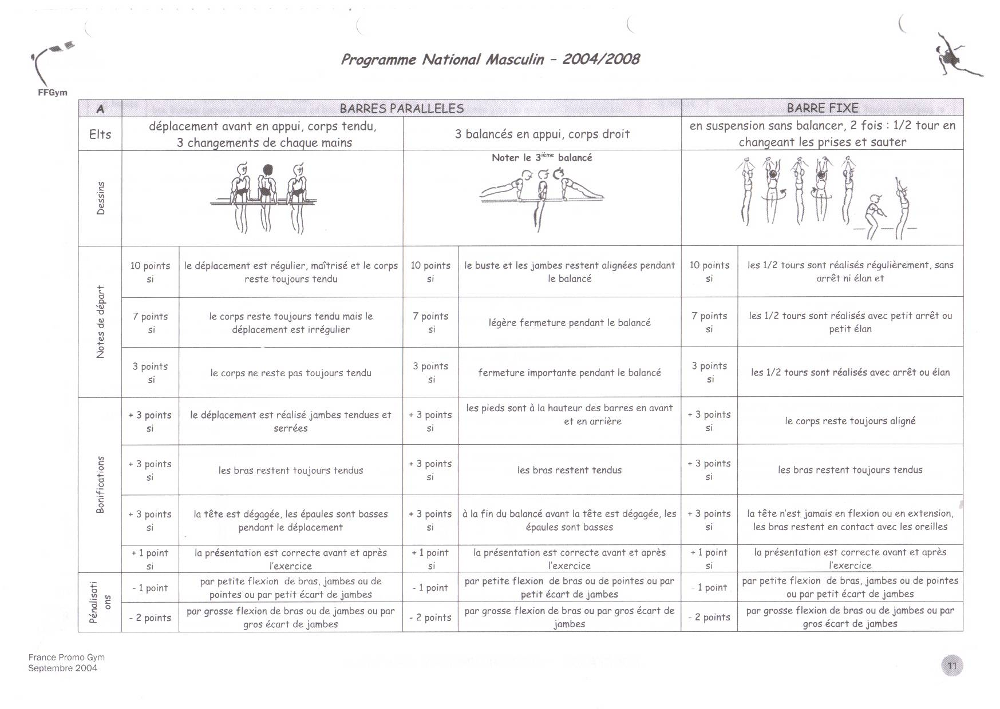 Programme National Masculin – 2004/2008
FFGym
A
BARRES PARALLELES
BARRE FIXE
Elts
déplacement avant en appui, corps tendu,
3 changements de chaque mains
3 balancés en appui, corps droit
en suspension sans balancer, 2 fois : 1/2 tour en
changeant les prises et sauter
Dessins
Noter le 3ième balancé
Notes de départ
10 points
si
le déplacement est régulier, maîtrisé et le corps
reste toujours tendu
10 points
si
le buste et les jambes restent alignées pendant
le balancé
10 points
si
les 1/2 tours sont réalisés régulièrement, sans
arrêt ni élan et
7 points
si
le corps reste toujours tendu mais le
déplacement est irrégulier
7 points
si
légère fermeture pendant le balancé
7 points
si
les 1/2 tours sont réalisés avec petit arrêt ou
petit élan
3 points
si
le corps ne reste pas toujours tendu
3 points
si
fermeture importante pendant le balancé
3 points
si
les 1/2 tours sont réalisés avec arrêt ou élan
Bonifications
+ 3 points
si
le déplacement est réalisé jambes tendues et
serrées
+ 3 points
si
les pieds sont à la hauteur des barres en avant
et en arrière
+ 3 points
si
le corps reste toujours aligné
+ 3 points
si
les bras restent toujours tendus
+ 3 points
si
les bras restent tendus
+ 3 points
si
les bras restent toujours tendus
+ 3 points
si
la tête est dégagée, les épaules sont basses
pendant le déplacement
+ 3 points
si
à la fin du balancé avant la tête est dégagée, les
épaules sont basses
+ 3 points
si
la tête n'est jamais en flexion ou en extension,
les bras restent en contact avec les oreilles
+ 1 point
si
la présentation est correcte avant et après
l'exercice
+ 1 point
si
la présentation est correcte avant et après
l'exercice
+ 1 point
si
la présentation est correcte avant et après
l'exercice
Pénalisati
ons
- 1 point
par petite flexion de bras, jambes ou de
pointes ou par petit écart de jambes
- 1 point
par petite flexion de bras ou de pointes ou par
petit écart de jambes
- 1 point
par petite flexion de bras, jambes ou de pointes
ou par petit écart de jambes
- 2 points
par grosse flexion de bras ou de jambes ou par
gros écart de jambes
- 2 points
par grosse flexion de bras ou par gros écart de
jambes
- 2 points
par grosse flexion de bras ou de jambes ou par
gros écart de jambes
France Promo Gym
Septembre 2004
11